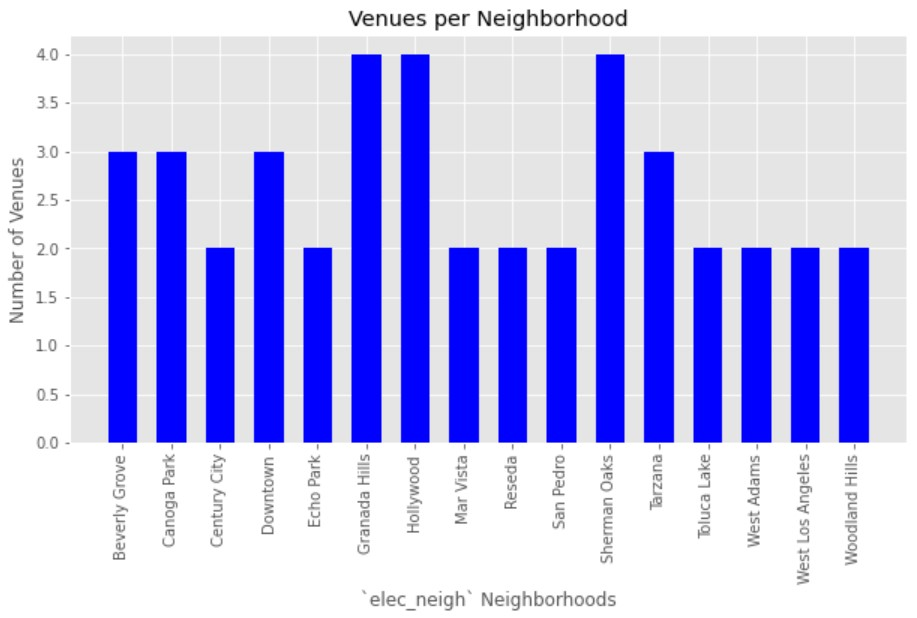 Venues per Neighborhood
Number of Venues
4.0
3.5
3.0
2.5
2.0
1.5
1.0
0.5
0.0
Beverly Grove
Canoga Park
Century City
Downtown
Echo Park
Granada Hills
Hollywood
Mar Vista
Reseda
San Pedro
Sherman Oaks
Tarzana
Toluca Lake
West Adams
West Los Angeles
Woodland Hills
`elec_neigh` Neighborhoods